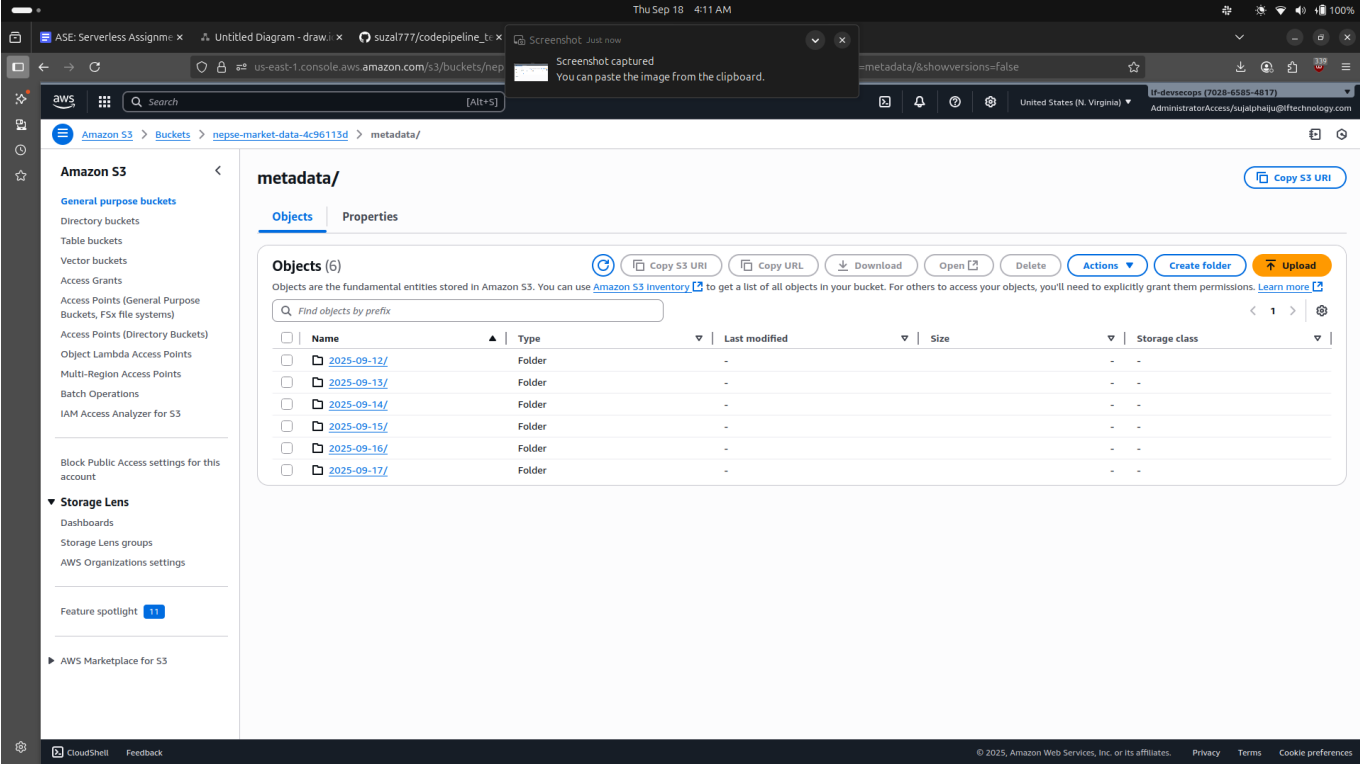 Thu Sep 18 4:11 AM
100%
ASE: Serverless Assignme
Untitled Diagram - draw.i
suzal777/codepipeline_te
Screenshot Just now
Screenshot captured
You can paste the image from the clipboard.
us-east-1.console.aws.amazon.com/s3/buckets/nep
=metadata/&showversions=false
339
aws
Search
[Alt+S]
United States (N. Virginia)
lf-devsecops (7028-6585-4817)
AdministratorAccess/sujalphaiju@lftechnology.com
Amazon S3 > Buckets > nepse-market-data-4c96113d > metadata/
Amazon S3
General purpose buckets
Directory buckets
Table buckets
Vector buckets
Access Grants
Access Points (General Purpose
Buckets, FSx file systems)
Access Points (Directory Buckets)
Object Lambda Access Points
Multi-Region Access Points
Batch Operations
IAM Access Analyzer for S3
Block Public Access settings for this
account
Storage Lens
Dashboards
Storage Lens groups
AWS Organizations settings
Feature spotlight 11
AWS Marketplace for S3
metadata/
Copy S3 URI
Objects
Properties
Objects (6)
Copy S3 URI
Copy URL
Download
Open
Delete
Actions
Create folder
Upload
Objects are the fundamental entities stored in Amazon S3. You can use Amazon S3 inventory to get a list of all objects in your bucket. For others to access your objects, you'll need to explicitly grant them permissions. Learn more
Find objects by prefix
1
Name Type Last modified Size Storage class
2025-09-12/ Folder - - -
2025-09-13/ Folder - - -
2025-09-14/ Folder - - -
2025-09-15/ Folder - - -
2025-09-16/ Folder - - -
2025-09-17/ Folder - - -
CloudShell Feedback
© 2025, Amazon Web Services, Inc. or its affiliates. Privacy Terms Cookie preferences